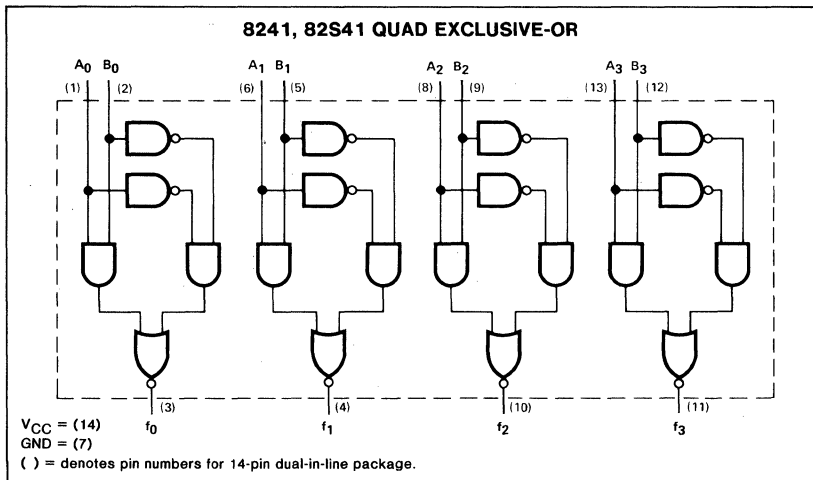 8241, 82S41 QUAD EXCLUSIVE-OR
A0 B0 A1 B1 A2 B2 A3 B3
(1) (2) (6) (5) (8) (9) (13) (12)
(3) (4) (10) (11)
f0 f1 f2 f3
VCC = (14)
GND = (7)
( ) = denotes pin numbers for 14-pin dual-in-line package.